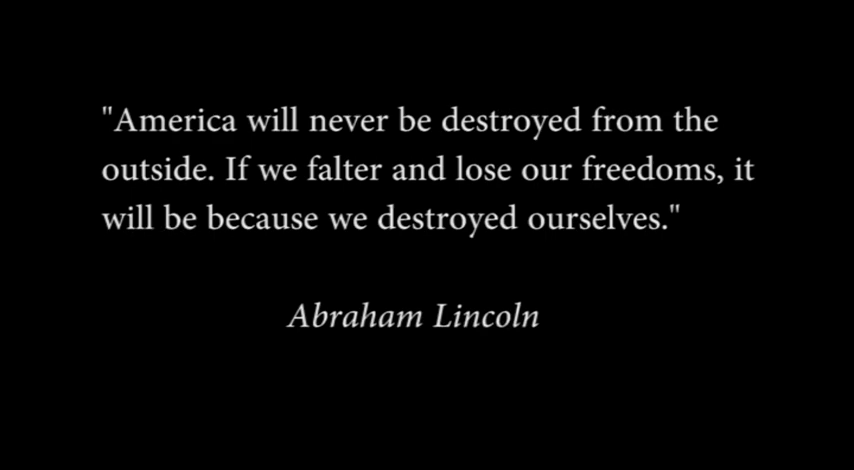 "America will never be destroyed from the
outside. If we falter and lose our freedoms, it
will be because we destroyed ourselves."
Abraham Lincoln